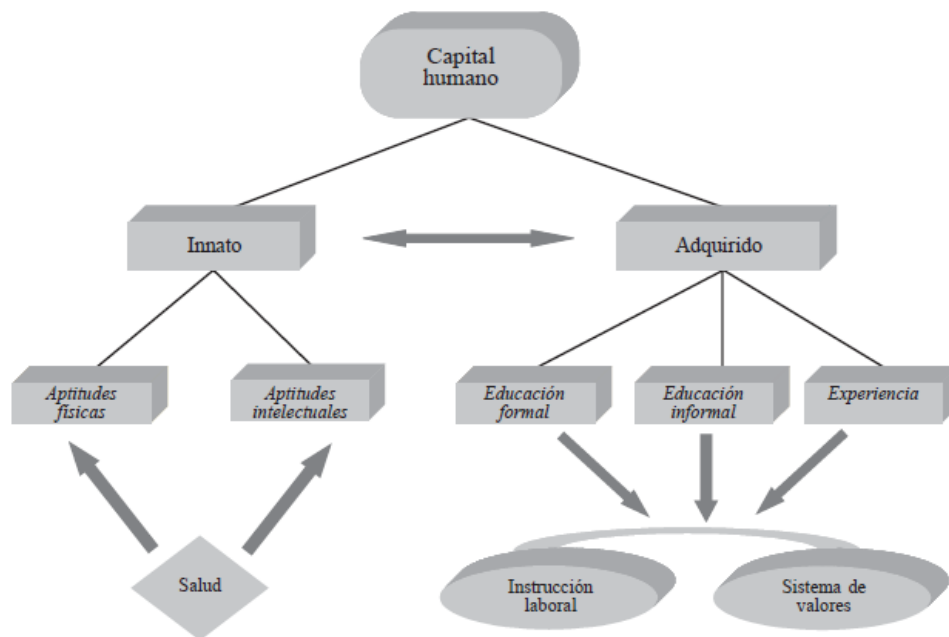 Capital
humano
Innato
Adquirido
Aptitudes
físicas
Aptitudes
intelectuales
Educación
formal
Educación
informal
Experiencia
Salud
Instrucción
laboral
Sistema de
valores